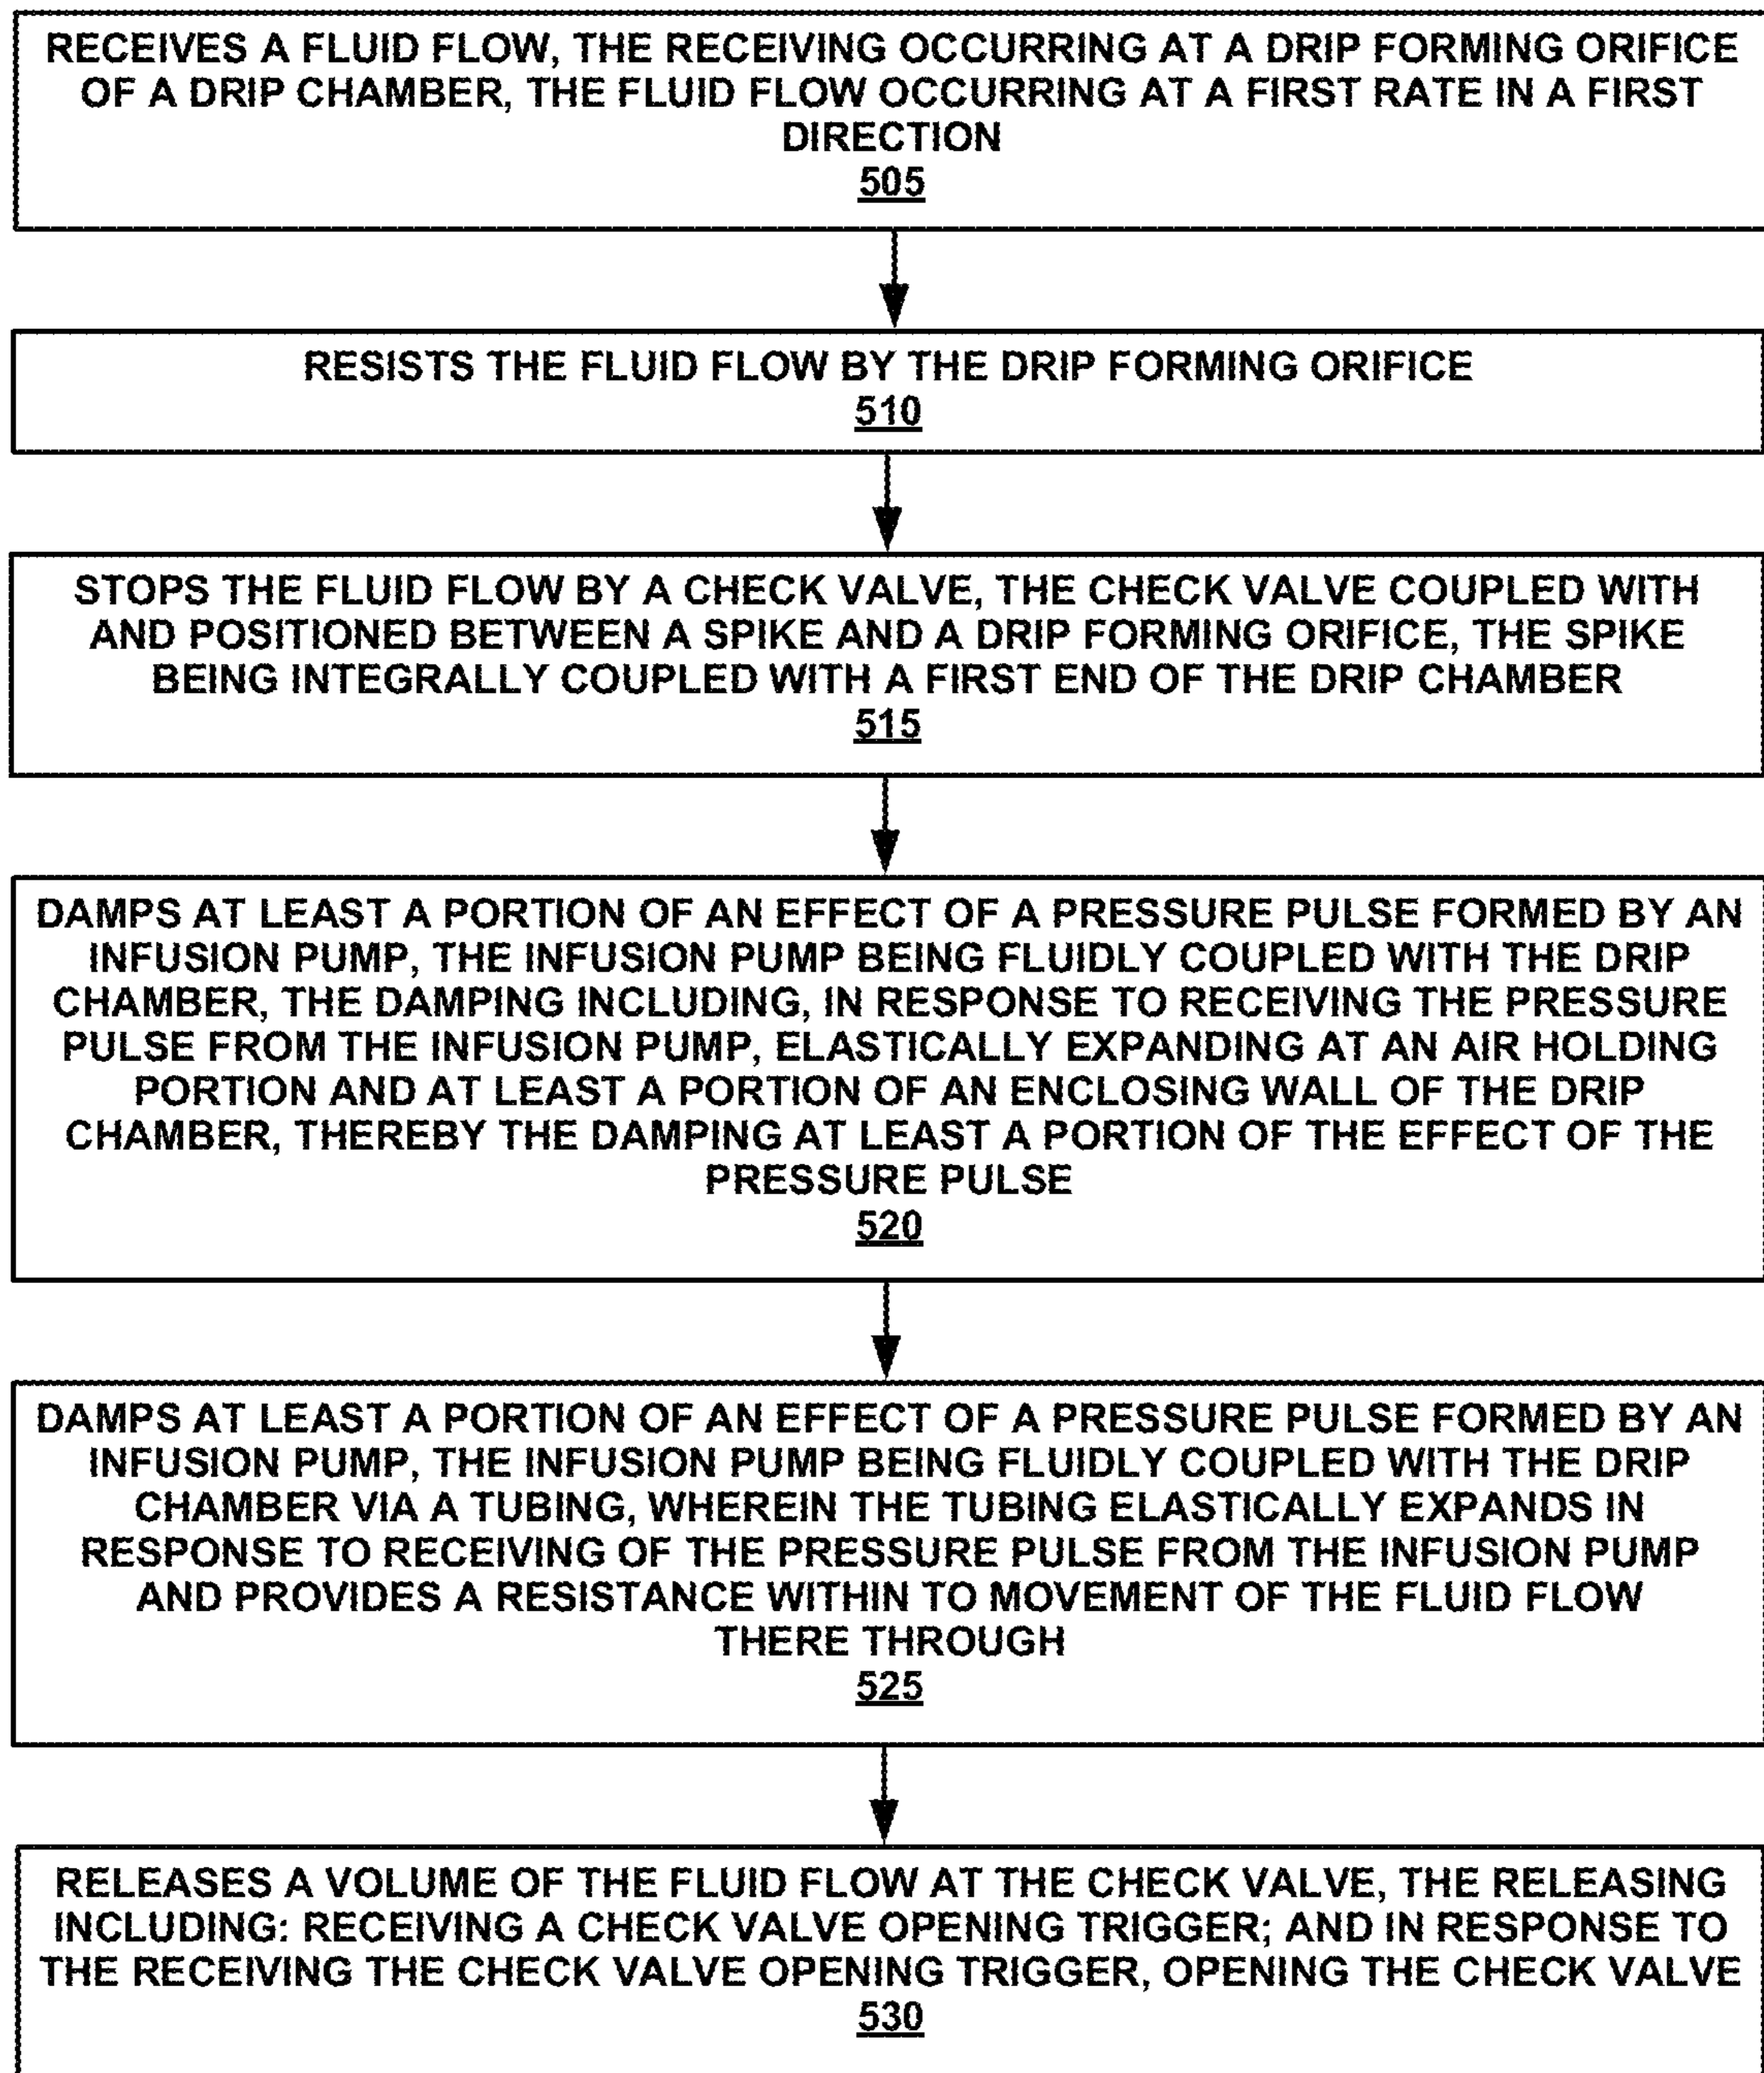 RECEIVES A FLUID FLOW, THE RECEIVING OCCURRING AT A DRIP FORMING ORIFICE
OF A DRIP CHAMBER, THE FLUID FLOW OCCURRING AT A FIRST RATE IN A FIRST
DIRECTION
505
RESISTS THE FLUID FLOW BY THE DRIP FORMING ORIFICE
510
STOPS THE FLUID FLOW BY A CHECK VALVE, THE CHECK VALVE COUPLED WITH
AND POSITIONED BETWEEN A SPIKE AND A DRIP FORMING ORIFICE, THE SPIKE
BEING INTEGRALLY COUPLED WITH A FIRST END OF THE DRIP CHAMBER
515
DAMPS AT LEAST A PORTION OF AN EFFECT OF A PRESSURE PULSE FORMED BY AN
INFUSION PUMP, THE INFUSION PUMP BEING FLUIDLY COUPLED WITH THE DRIP
CHAMBER, THE DAMPING INCLUDING, IN RESPONSE TO RECEIVING THE PRESSURE
PULSE FROM THE INFUSION PUMP, ELASTICALLY EXPANDING AT AN AIR HOLDING
PORTION AND AT LEAST A PORTION OF AN ENCLOSING WALL OF THE DRIP
CHAMBER, THEREBY THE DAMPING AT LEAST A PORTION OF THE EFFECT OF THE
PRESSURE PULSE
520
DAMPS AT LEAST A PORTION OF AN EFFECT OF A PRESSURE PULSE FORMED BY AN
INFUSION PUMP, THE INFUSION PUMP BEING FLUIDLY COUPLED WITH THE DRIP
CHAMBER VIA A TUBING, WHEREIN THE TUBING ELASTICALLY EXPANDS IN
RESPONSE TO RECEIVING OF THE PRESSURE PULSE FROM THE INFUSION PUMP
AND PROVIDES A RESISTANCE WITHIN TO MOVEMENT OF THE FLUID FLOW
THERE THROUGH
525
RELEASES A VOLUME OF THE FLUID FLOW AT THE CHECK VALVE, THE RELEASING
INCLUDING: RECEIVING A CHECK VALVE OPENING TRIGGER; AND IN RESPONSE TO
THE RECEIVING THE CHECK VALVE OPENING TRIGGER, OPENING THE CHECK VALVE
530